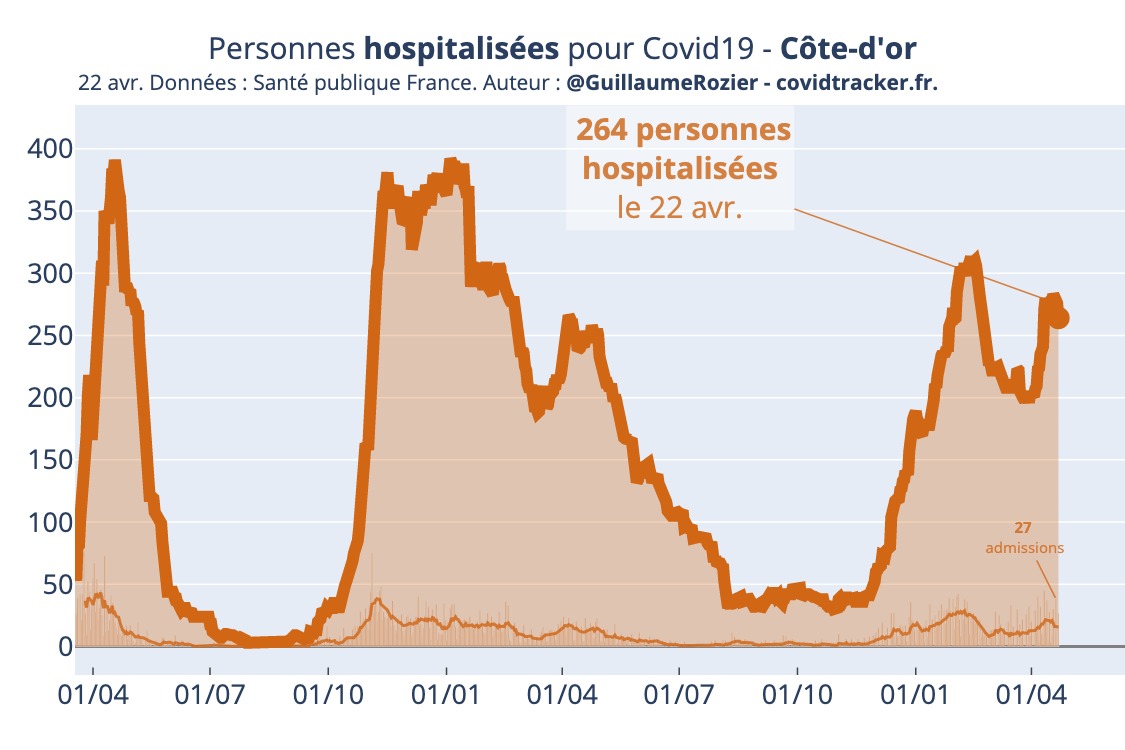 Personnes hospitalisées pour Covid19 - Côte-d'or
22 avr. Données : Santé publique France. Auteur : @GuillaumeRozier - covidtracker.fr.
264 personnes
hospitalisées
le 22 avr.
400
350
300
250
200
150
100
50
0
27
admissions
01/04 01/07 01/10 01/01 01/04 01/07 01/10 01/01 01/04